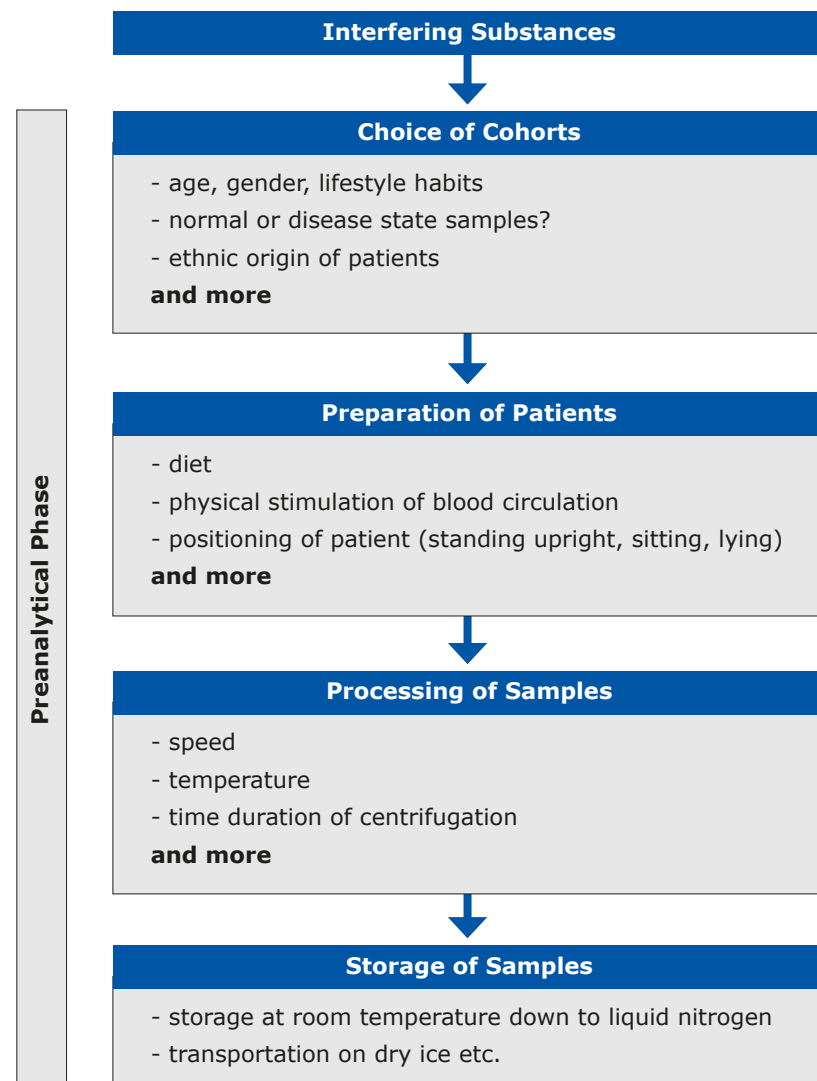 Interfering Substances
Choice of Cohorts
- age, gender, lifestyle habits
- normal or disease state samples?
- ethnic origin of patients
and more
Preparation of Patients
- diet
- physical stimulation of blood circulation
- positioning of patient (standing upright, sitting, lying)
and more
Processing of Samples
- speed
- temperature
- time duration of centrifugation
and more
Storage of Samples
- storage at room temperature down to liquid nitrogen
- transportation on dry ice etc.
Preanalytical Phase